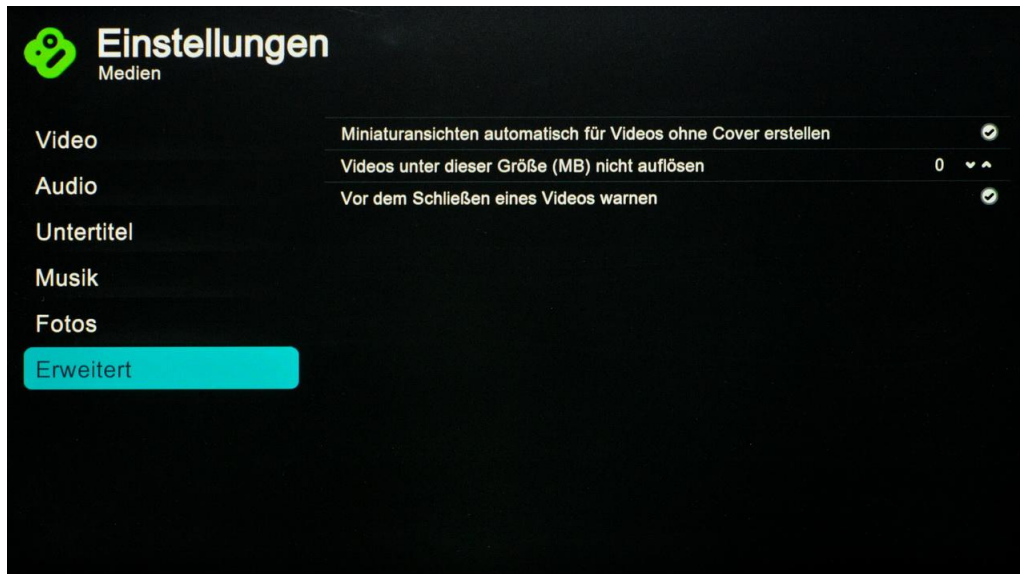 Einstellungen
Medien
Video
Audio
Untertitel
Musik
Fotos
Erweitert
Miniaturansichten automatisch für Videos ohne Cover erstellen
Videos unter dieser Größe (MB) nicht auflösen 0
Vor dem Schließen eines Videos warnen